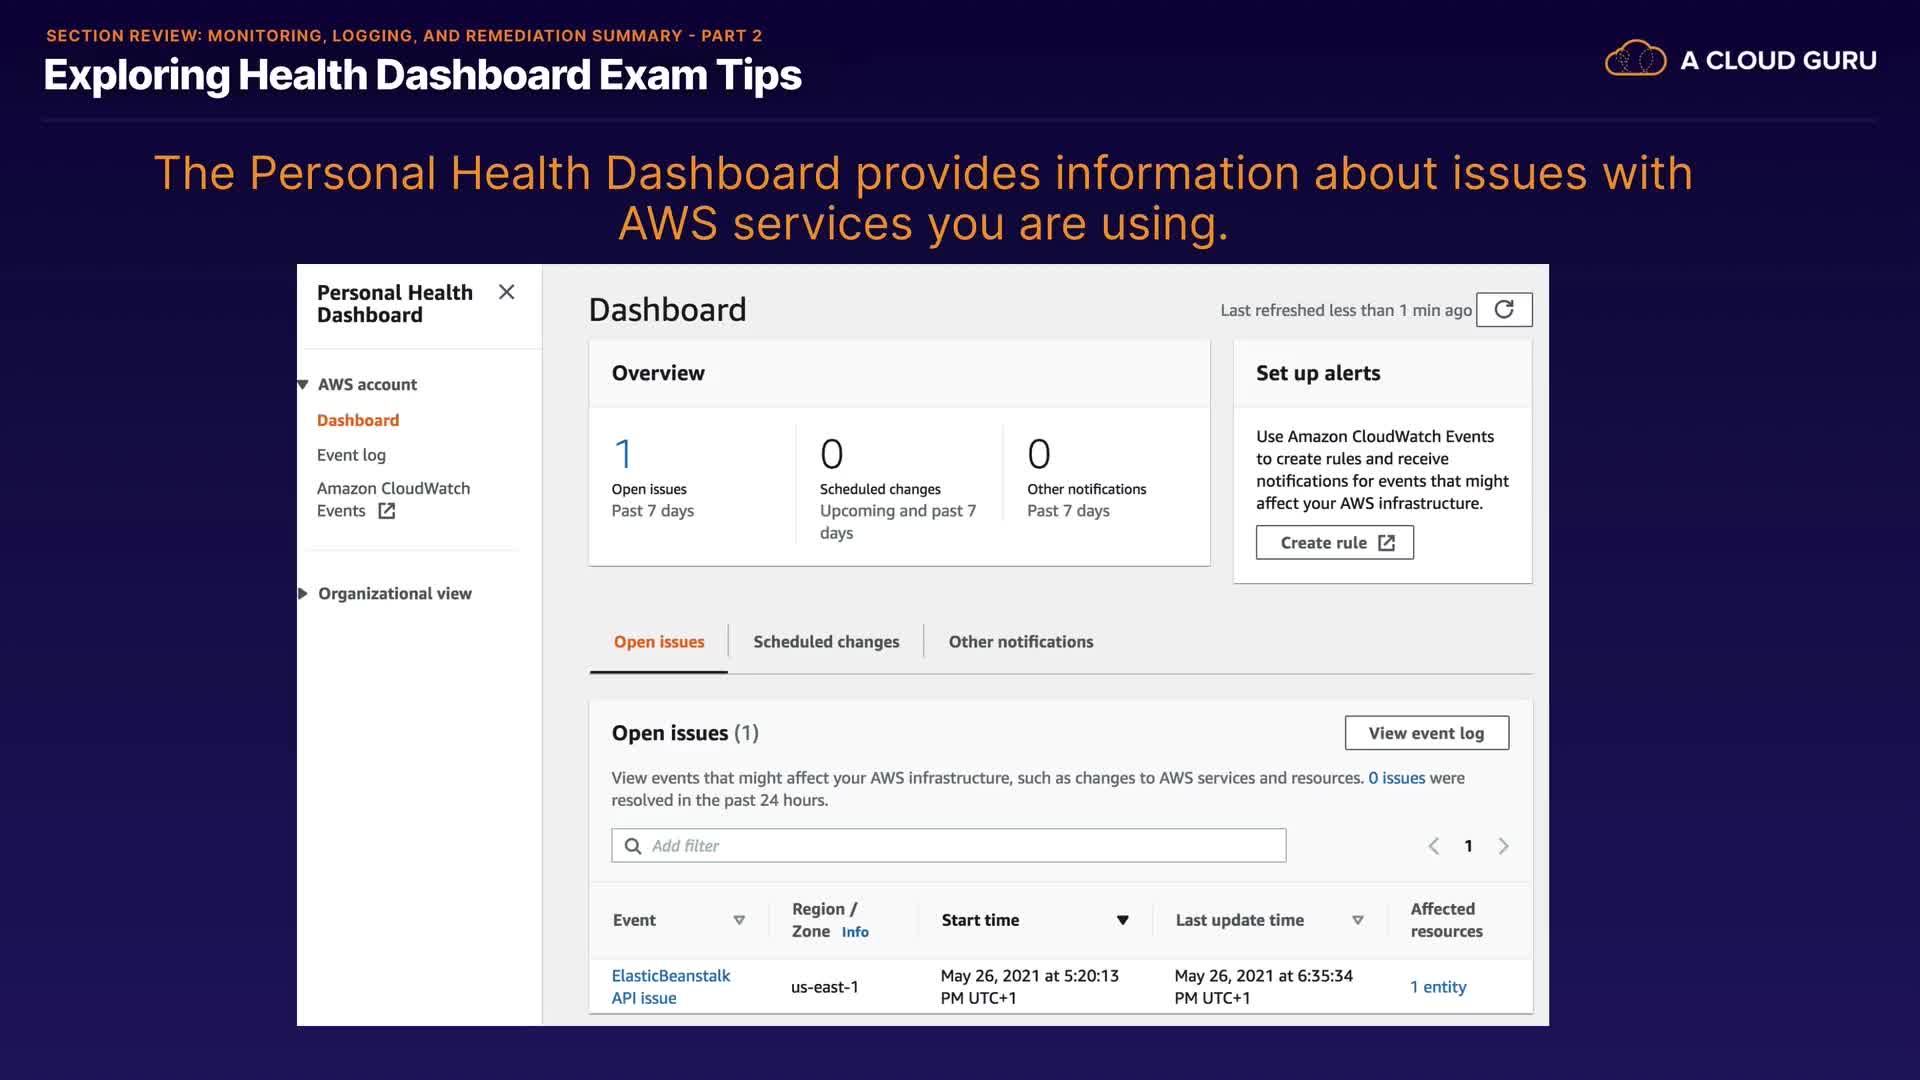 SECTION REVIEW: MONITORING, LOGGING, AND REMEDIATION SUMMARY - PART 2
Exploring Health Dashboard Exam Tips
A CLOUD GURU
The Personal Health Dashboard provides information about issues with
AWS services you are using.
Personal Health
Dashboard
AWS account
Dashboard
Event log
Amazon CloudWatch
Events
Organizational view
Dashboard
Last refreshed less than 1 min ago
Overview
1
Open issues
Past 7 days
0
Scheduled changes
Upcoming and past 7
days
0
Other notifications
Past 7 days
Set up alerts
Use Amazon CloudWatch Events
to create rules and receive
notifications for events that might
affect your AWS infrastructure.
Create rule
Open issues
Scheduled changes
Other notifications
Open issues (1)
View event log
View events that might affect your AWS infrastructure, such as changes to AWS services and resources. 0 issues were
resolved in the past 24 hours.
Add filter
1
Event
Region /
Zone Info
Start time
Last update time
Affected
resources
ElasticBeanstalk
API issue
us-east-1
May 26, 2021 at 5:20:13
PM UTC+1
May 26, 2021 at 6:35:34
PM UTC+1
1 entity